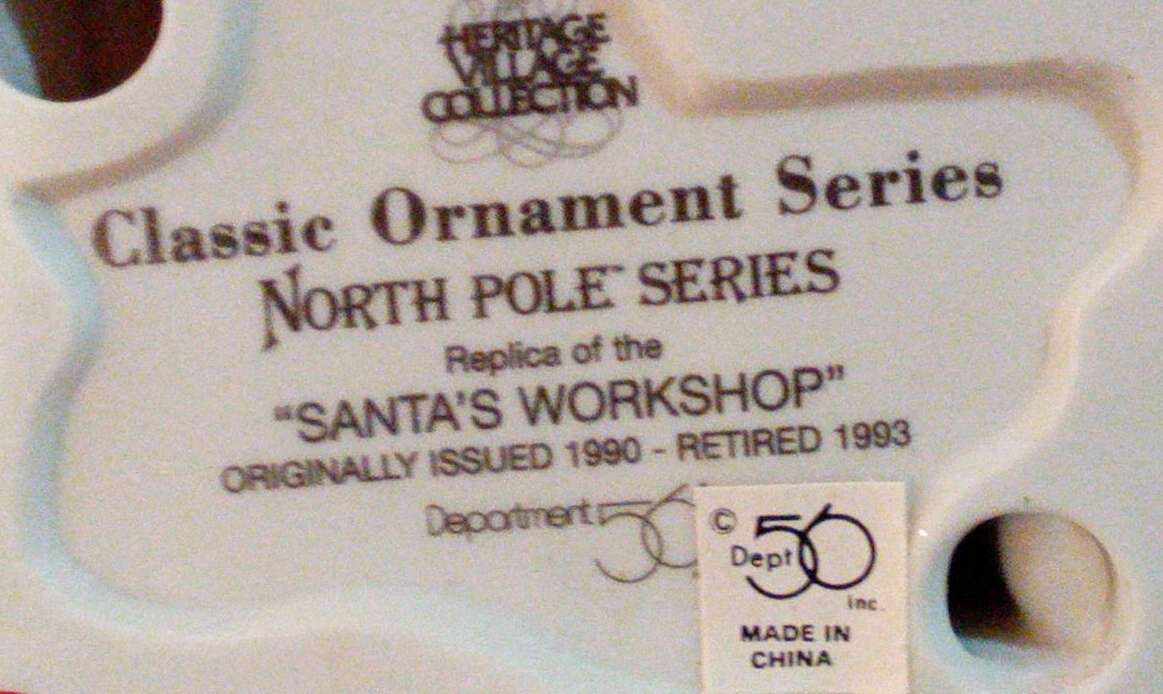 HERITAGE
VILLAGE
COLLECTION
Classic Ornament Series
NORTH POLE™ SERIES
Replica of the
“SANTA'S WORKSHOP”
ORIGINALLY ISSUED 1990 - RETIRED 1993
Department 56
© Dept 56 inc.
MADE IN
CHINA